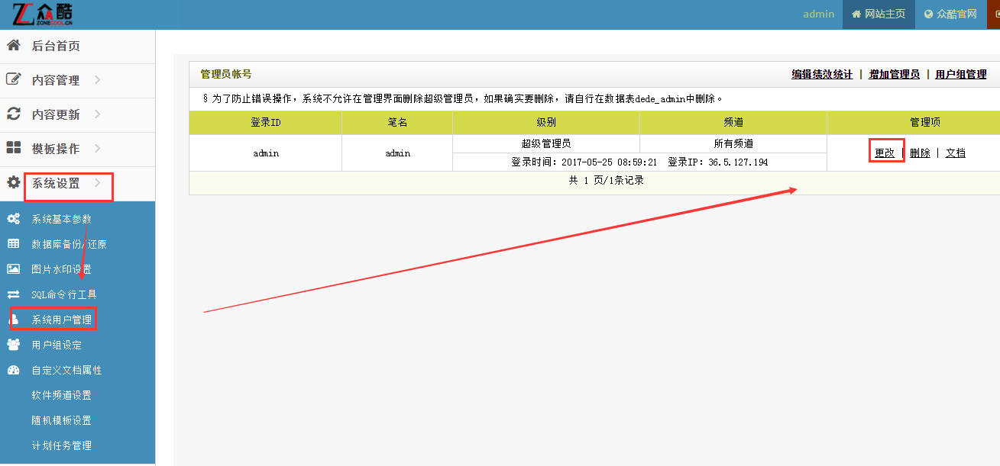 众酷
ZONECOOL.CN
admin
网站主页
众酷官网
后台首页
内容管理
内容更新
模板操作
系统设置
系统基本参数
数据库备份/还原
图片水印设置
SQL命令行工具
系统用户管理
用户组设定
自定义文档属性
软件频道设置
随机模板设置
计划任务管理
管理员帐号
编辑绩效统计 | 增加管理员 | 用户组管理
§ 为了防止错误操作，系统不允许在管理界面删除超级管理员，如果确实要删除，请自行在数据表dede_admin中删除。
登录ID 笔名 级别 频道 管理项
admin admin 超级管理员 所有频道 更改 | 删除 | 文档
登录时间：2017-05-25 08:59:21 登录IP：36.5.127.194
共 1 页/1条记录